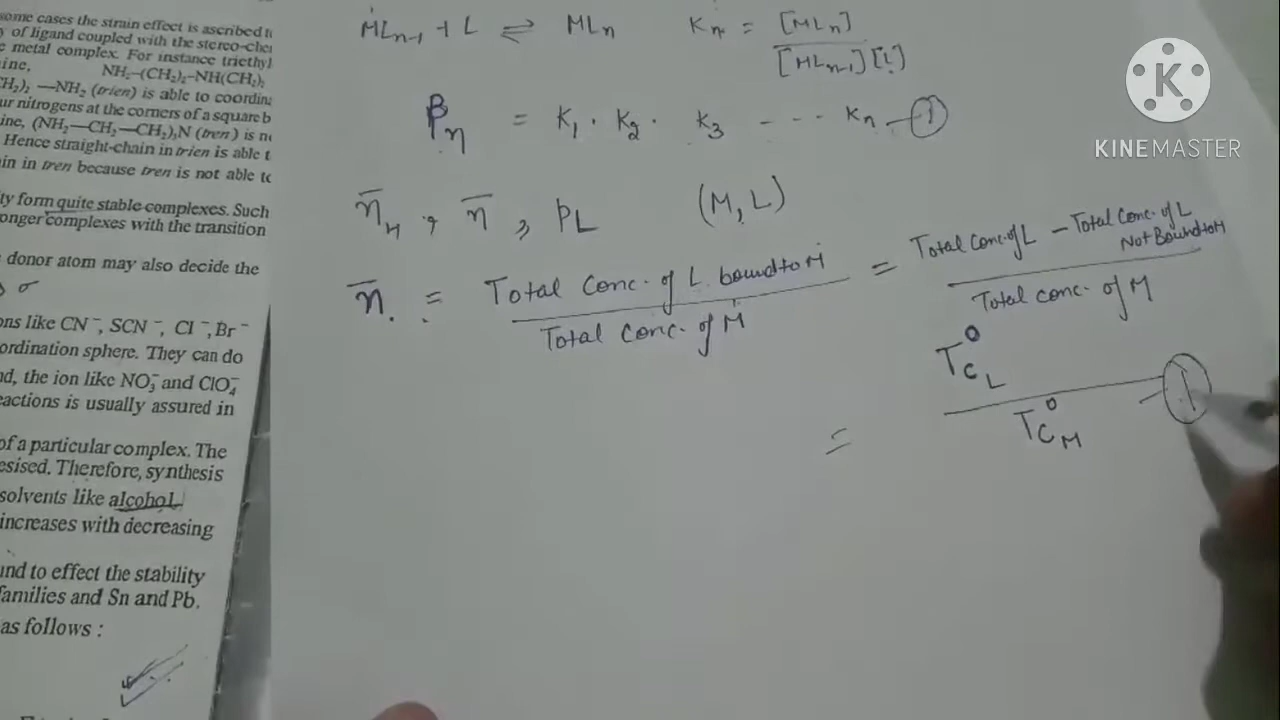 some cases the strain effect is ascribed
y of ligand coupled with the stereo-che
metal complex. For instance triethyl
ine, NH₂–(CH₂)₂–NH(CH₂)₂
CH₂)₂ —NH₂ (trien) is able to coordin
ur nitrogens at the corners of a square b
ine, (NH₂—CH₂—CH₂)₃N (tren) is
Hence straight-chain in trien is able t
in in tren because tren is not able to
ty form quite stable complexes. Such
onger complexes with the transition
donor atom may also decide the
σ
ons like CN⁻, SCN⁻, Cl⁻, Br⁻
ordination sphere. They can do
nd, the ion like NO₃⁻ and ClO₄⁻
eactions is usually assured in
of a particular complex. The
esised. Therefore, synthesis
solvents like alcohol.
increases with decreasing
und to effect the stability
families and Sn and Pb.
as follows :
MLₙ₋₁ + L ⇌ MLₙ Kₙ = [MLₙ] / [MLₙ₋₁][L]
βₙ = K₁ · K₂ · K₃ --- Kₙ — ①
n̄ₙ, n̄, PL (M, L)
n̄ = Total Conc. of L bound to M / Total Conc. of M = Total Conc. of L − Total Conc. of L Not Bound to M / Total conc. of M
= T°C_L / T°C_M — ①
K
KINEMASTER